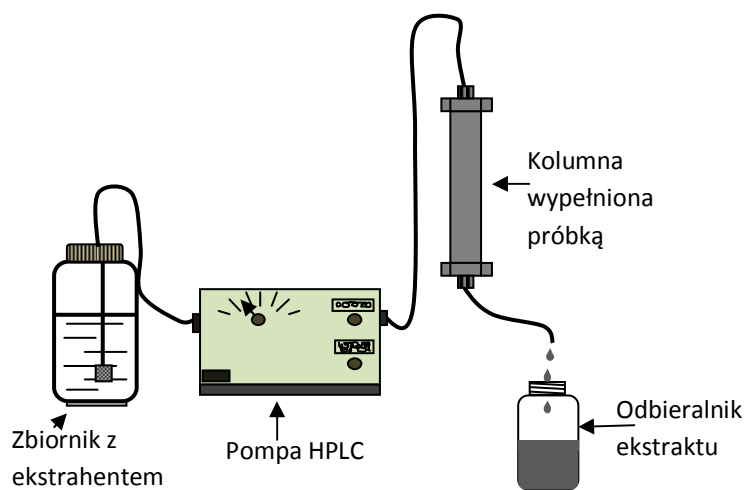 Kolumna
wypełniona
próbką
Zbiornik z
ekstrahentem
Pompa HPLC
Odbieralnik
ekstraktu